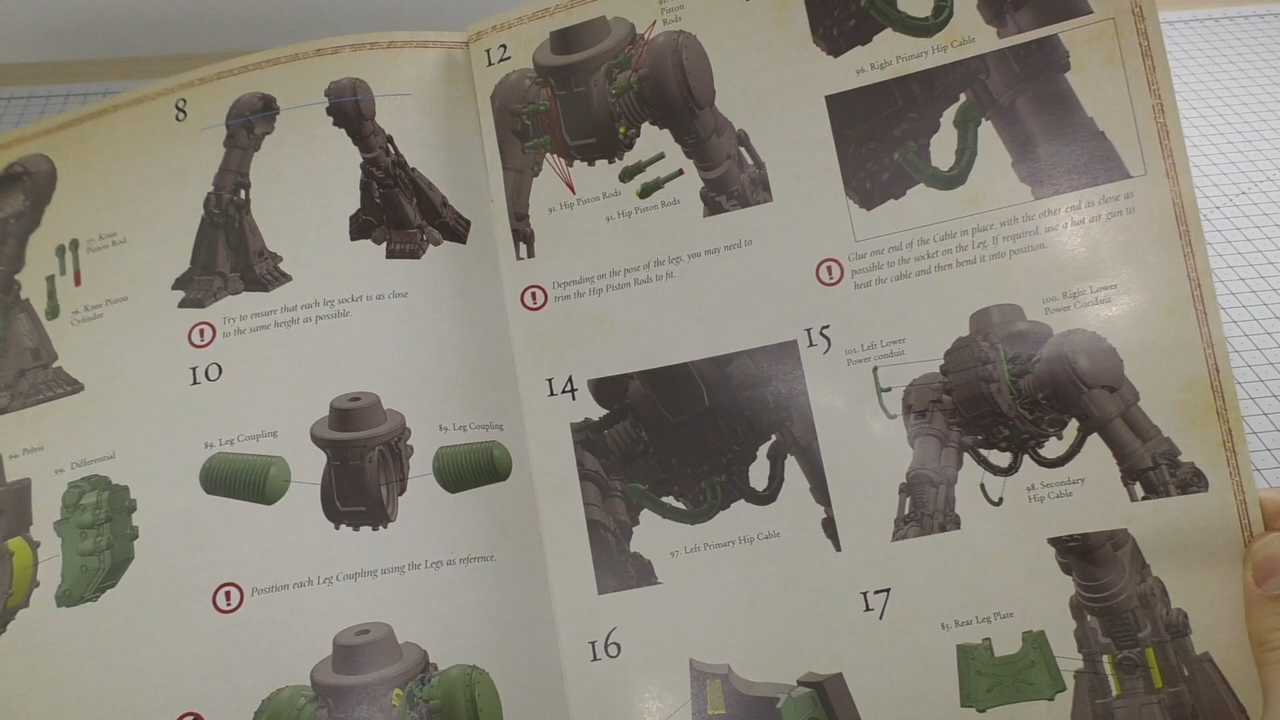 8
77. Knee
Piston Rod
76. Knee Piston
Cylinder
Try to ensure that each leg socket is as close
to the same height as possible.
94. Pelvis
Differential
10
89. Leg Coupling
89. Leg Coupling
Position each Leg Coupling using the Legs as reference.
12
Piston
Rods
91. Hip Piston Rods
91. Hip Piston Rods
Depending on the pose of the legs, you may need to
trim the Hip Piston Rods to fit.
96. Right Primary Hip Cable
Glue one end of the Cable in place, with the other end as close as
possible to the socket on the Leg. If required, use a hot air gun to
heat the cable and then bend it into position.
14
97. Left Primary Hip Cable
15
100. Right Lower
Power Conduit
101. Left Lower
Power conduit
98. Secondary
Hip Cable
16
17
85. Rear Leg Plate